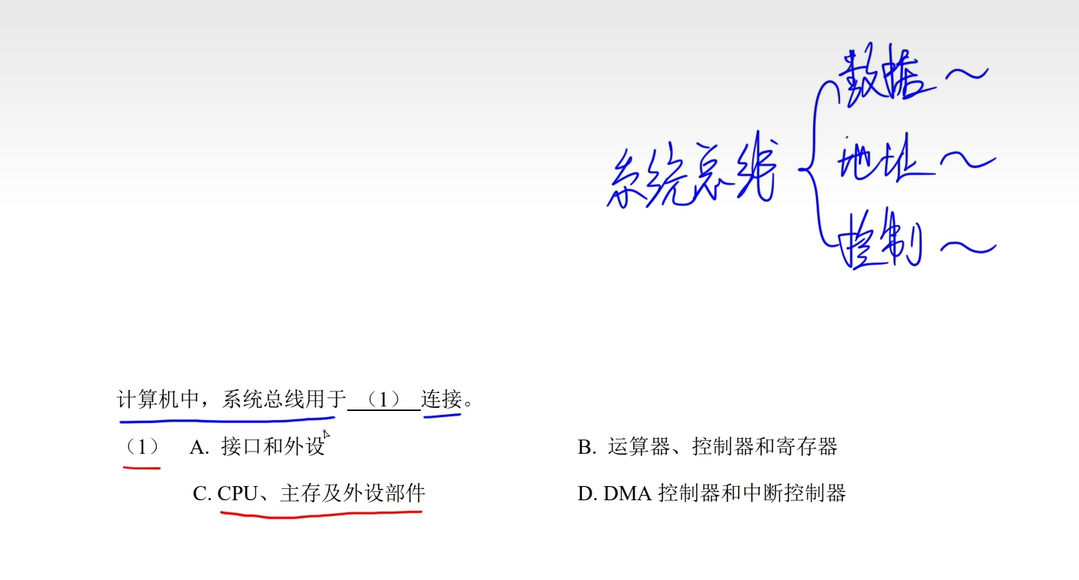 数据～
系统总线
地址～
控制～
计算机中，系统总线用于（1）连接。
（1） A. 接口和外设 B. 运算器、控制器和寄存器
C. CPU、主存及外设部件 D. DMA 控制器和中断控制器